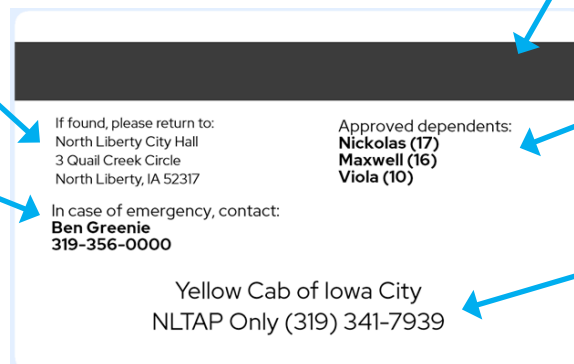 If found, please return to:
North Liberty City Hall
3 Quail Creek Circle
North Liberty, IA 52317
Approved dependents:
Nickolas (17)
Maxwell (16)
Viola (10)
In case of emergency, contact:
Ben Greenie
319-356-0000
Yellow Cab of Iowa City
NLTAP Only (319) 341-7939